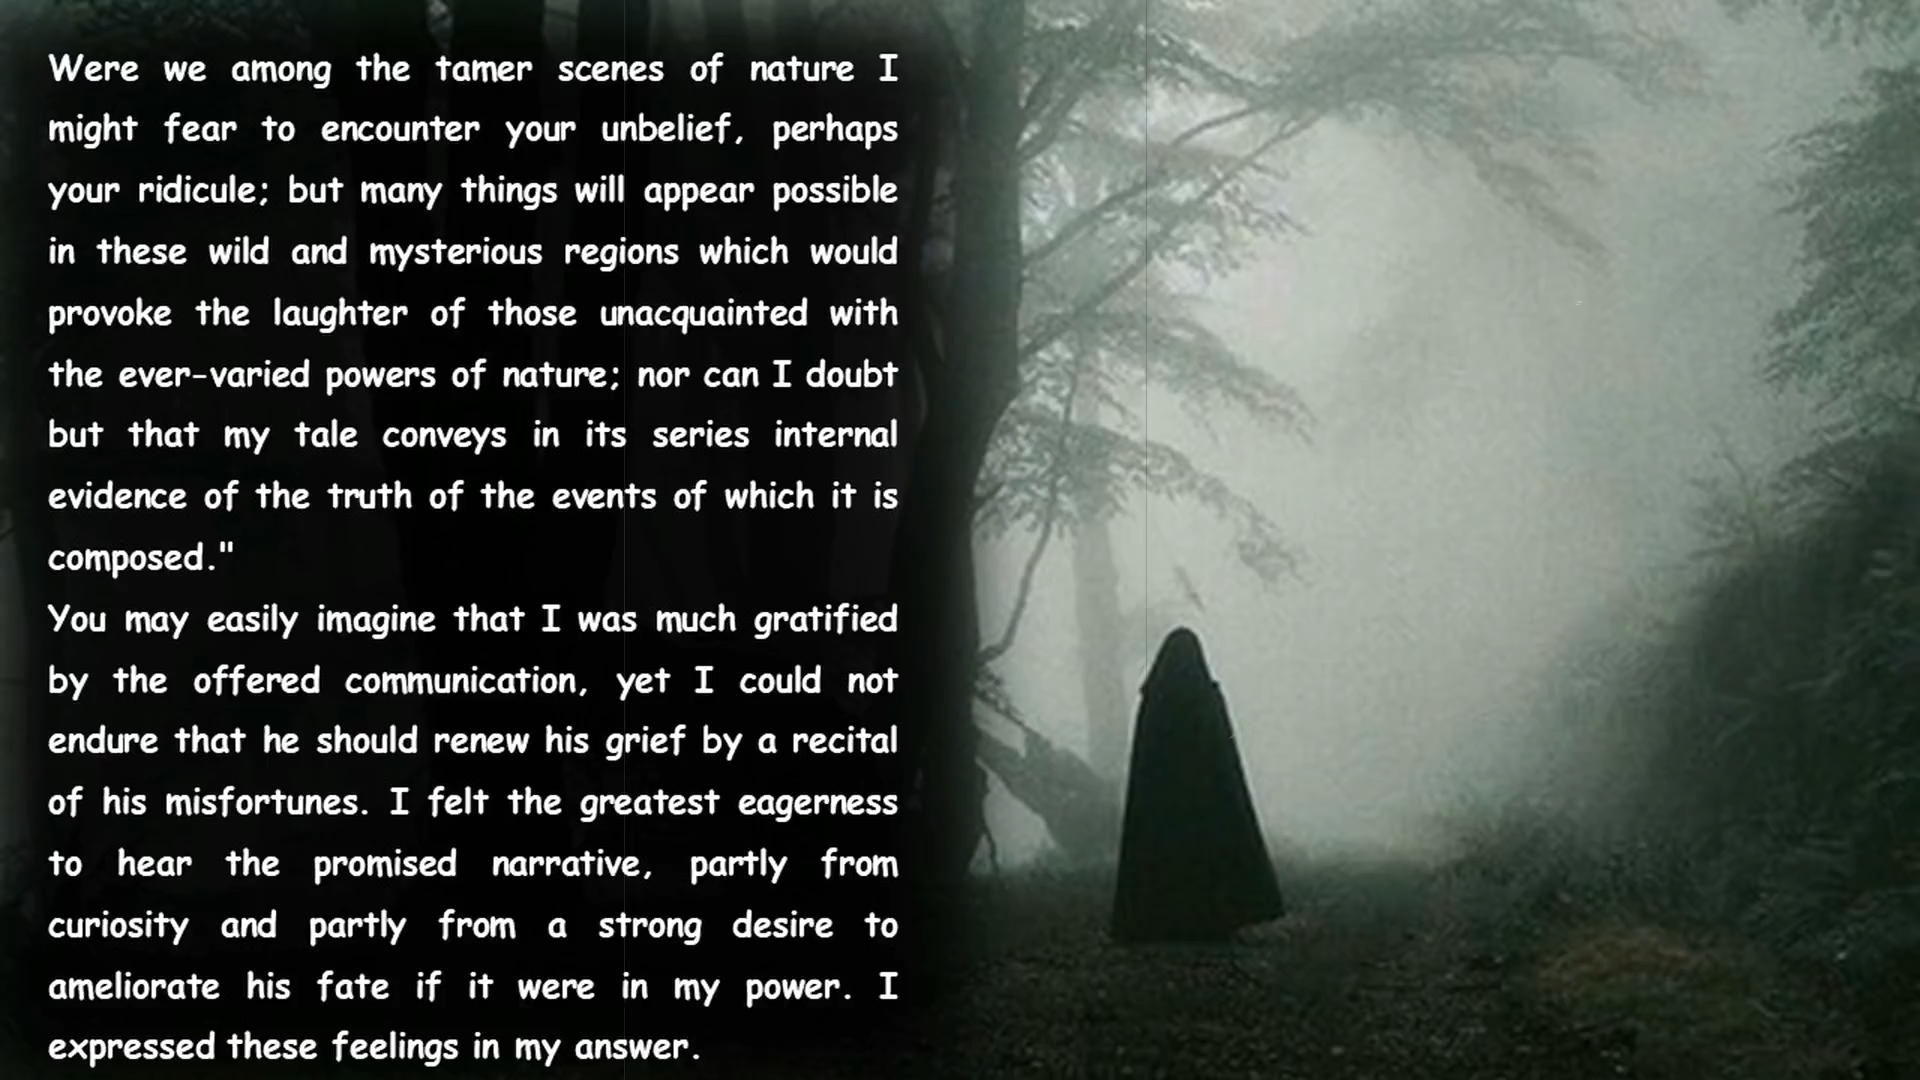 Were we among the tamer scenes of nature I
might fear to encounter your unbelief, perhaps
your ridicule; but many things will appear possible
in these wild and mysterious regions which would
provoke the laughter of those unacquainted with
the ever-varied powers of nature; nor can I doubt
but that my tale conveys in its series internal
evidence of the truth of the events of which it is
composed."
You may easily imagine that I was much gratified
by the offered communication, yet I could not
endure that he should renew his grief by a recital
of his misfortunes. I felt the greatest eagerness
to hear the promised narrative, partly from
curiosity and partly from a strong desire to
ameliorate his fate if it were in my power. I
expressed these feelings in my answer.